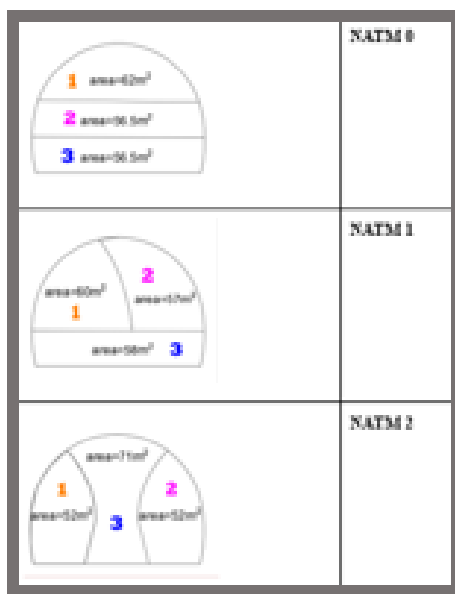 NATM 0
1 area=62m²
2 area=56.5m²
3 area=56.5m²
NATM 1
2
area=60m² area=57m²
1
area=58m² 3
NATM 2
area=71m²
1 2
area=52m² area=52m²
3